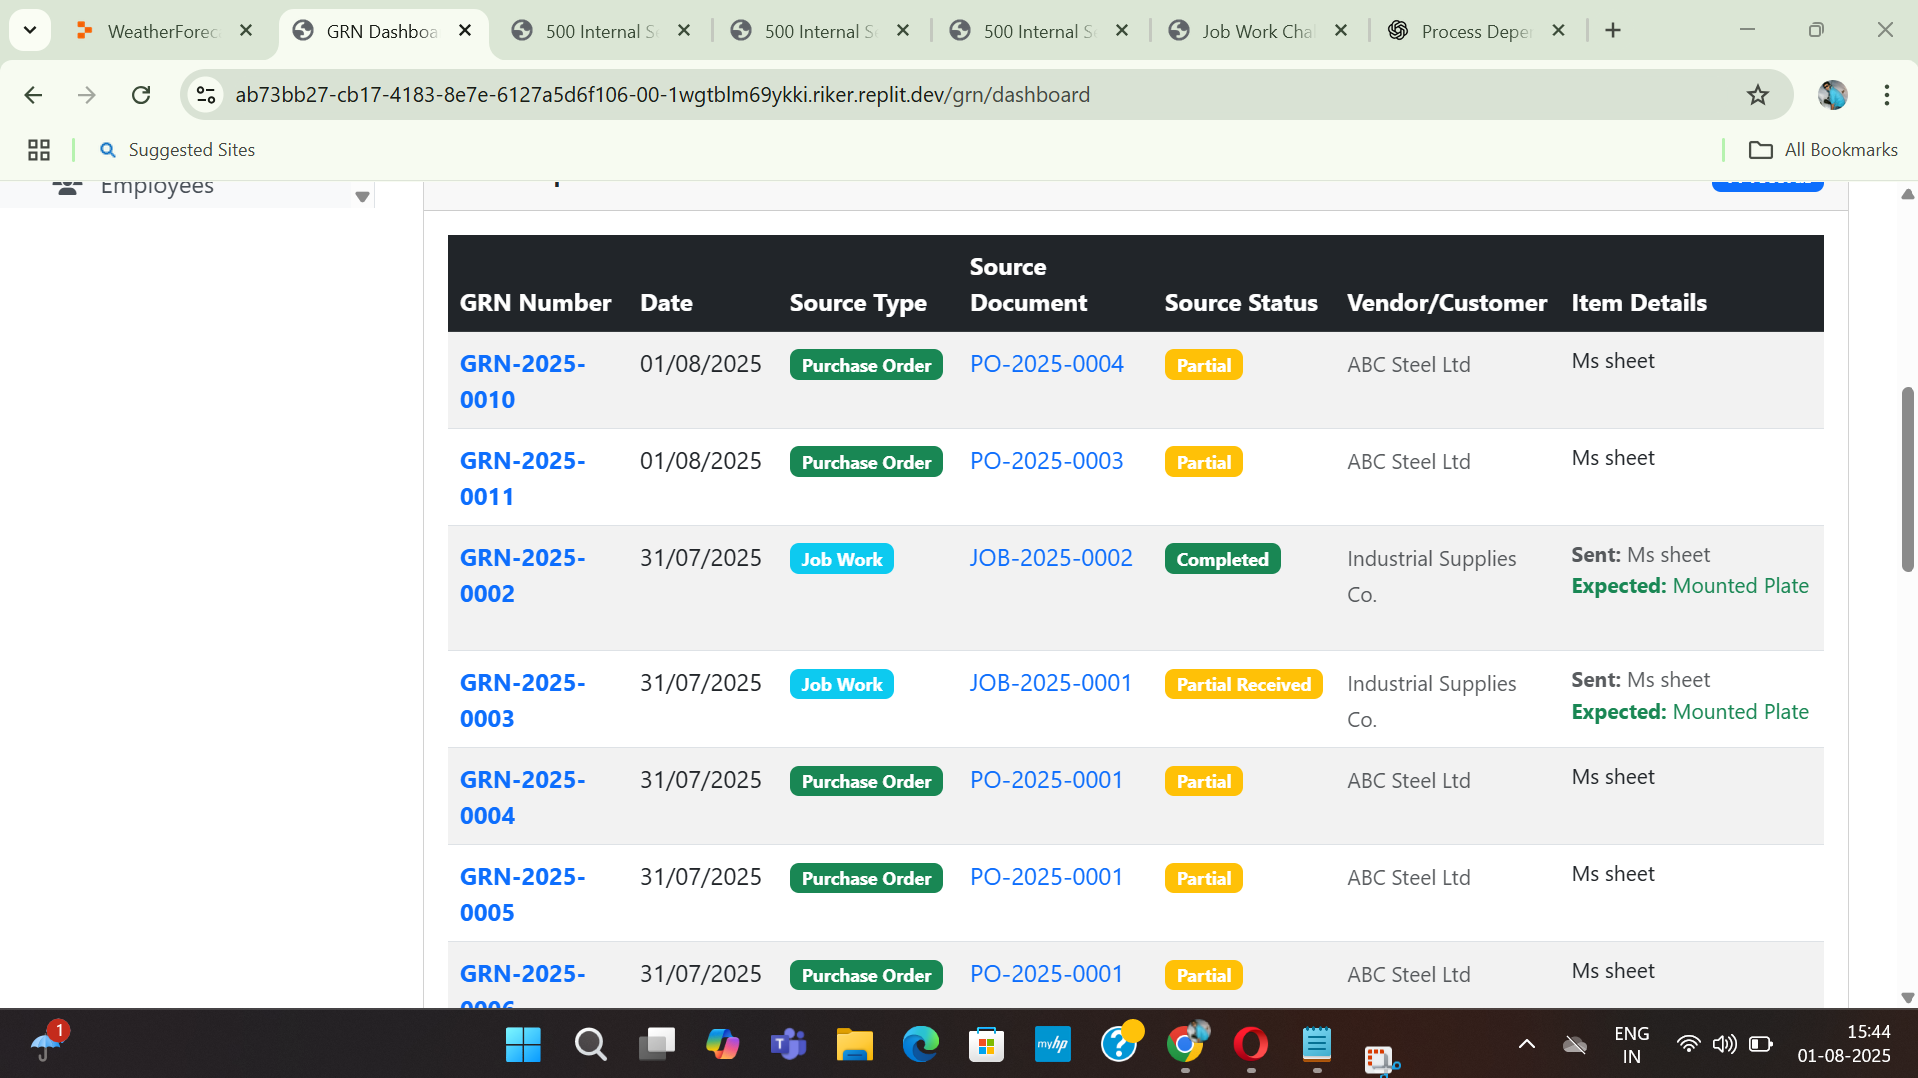 WeatherForec
GRN Dashboa
500 Internal S
500 Internal S
500 Internal S
Job Work Chal
Process Depe
ab73bb27-cb17-4183-8e7e-6127a5d6f106-00-1wgtblm69ykki.riker.replit.dev/grn/dashboard
Suggested Sites
All Bookmarks
Employees
GRN Number Date Source Type Source Document Source Status Vendor/Customer Item Details
GRN-2025-0010 01/08/2025 Purchase Order PO-2025-0004 Partial ABC Steel Ltd Ms sheet
GRN-2025-0011 01/08/2025 Purchase Order PO-2025-0003 Partial ABC Steel Ltd Ms sheet
GRN-2025-0002 31/07/2025 Job Work JOB-2025-0002 Completed Industrial Supplies Co. Sent: Ms sheet
Expected: Mounted Plate
GRN-2025-0003 31/07/2025 Job Work JOB-2025-0001 Partial Received Industrial Supplies Co. Sent: Ms sheet
Expected: Mounted Plate
GRN-2025-0004 31/07/2025 Purchase Order PO-2025-0001 Partial ABC Steel Ltd Ms sheet
GRN-2025-0005 31/07/2025 Purchase Order PO-2025-0001 Partial ABC Steel Ltd Ms sheet
GRN-2025-0006 31/07/2025 Purchase Order PO-2025-0001 Partial ABC Steel Ltd Ms sheet
1
myhp
ENG
IN
15:44
01-08-2025